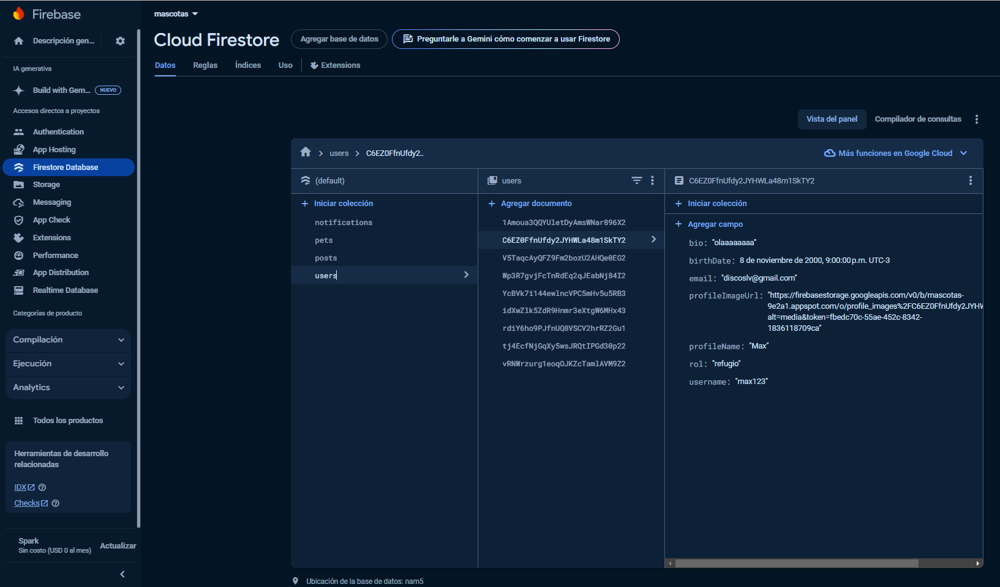 Firebase
Descripción gen...
IA generativa
Build with Gem... NUEVO
Accesos directos a proyectos
Authentication
App Hosting
Firestore Database
Storage
Messaging
App Check
Extensions
Performance
App Distribution
Realtime Database
Categorías de producto
Compilación
Ejecución
Analytics
Todos los productos
Herramientas de desarrollo
relacionadas
IDX
Checks
Spark
Sin costo (USD 0 al mes)
Actualizar
mascotas
Cloud Firestore
Agregar base de datos
Preguntarle a Gemini cómo comenzar a usar Firestore
Datos Reglas Índices Uso Extensions
Vista del panel Compilador de consultas
users C6EZ0FfnUfdy2..
Más funciones en Google Cloud
(default)
Iniciar colección
notifications
pets
posts
users
users
Agregar documento
1Amoua3QQYUletDyAmsWNar896X2
C6EZ0FfnUfdy2JYHWLa48m1SkTY2
V5TaqcAyQFZ9Fm2bozU2AHQe0EG2
Wp3R7gvjFcTnRdEq2qJEabNj84I2
YcBVk7i144ewlncVPC5mHv5u5RB3
idXwZlk5ZdR9Hnmr3eXtgW6MHx43
rdiY6ho9PJfnUQ8VSCV2hrRZ2Gu1
tj4EcfNjGqXy5wsJRQtIPGd30p22
vRNWrzurg1eoqOJKZcTamlAVM9Z2
C6EZ0FfnUfdy2JYHWLa48m1SkTY2
Iniciar colección
Agregar campo
bio: "olaaaaaaaa"
birthDate: 8 de noviembre de 2000, 9:00:00 p.m. UTC-3
email: "discoslv@gmail.com"
profileImageUrl: "https://firebasestorage.googleapis.com/v0/b/mascotas-
9e2a1.appspot.com/o/profile_images%2FC6EZ0FfnUfdy2JYHW
alt=media&token=fbedc70c-55ae-452c-8342-
1836118709ca"
profileName: "Max"
rol: "refugio"
username: "max123"
Ubicación de la base de datos: nam5